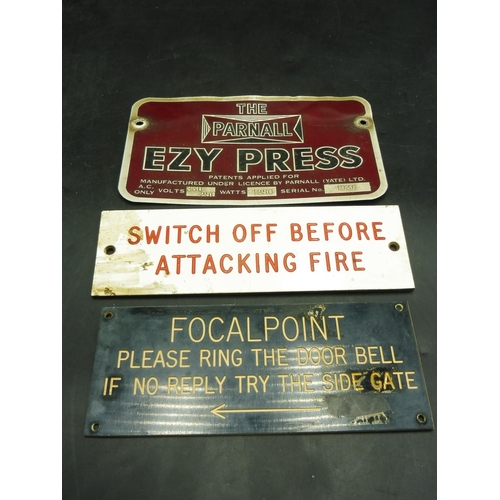 THE
PARNALL
EZY PRESS
PATENTS APPLIED FOR
MANUFACTURED UNDER LICENCE BY PARNALL (YATE) LTD.
A.C.
ONLY VOLTS WATTS SERIAL No
SWITCH OFF BEFORE
ATTACKING FIRE
FOCALPOINT
PLEASE RING THE DOOR BELL
IF NO REPLY TRY THE SIDE GATE